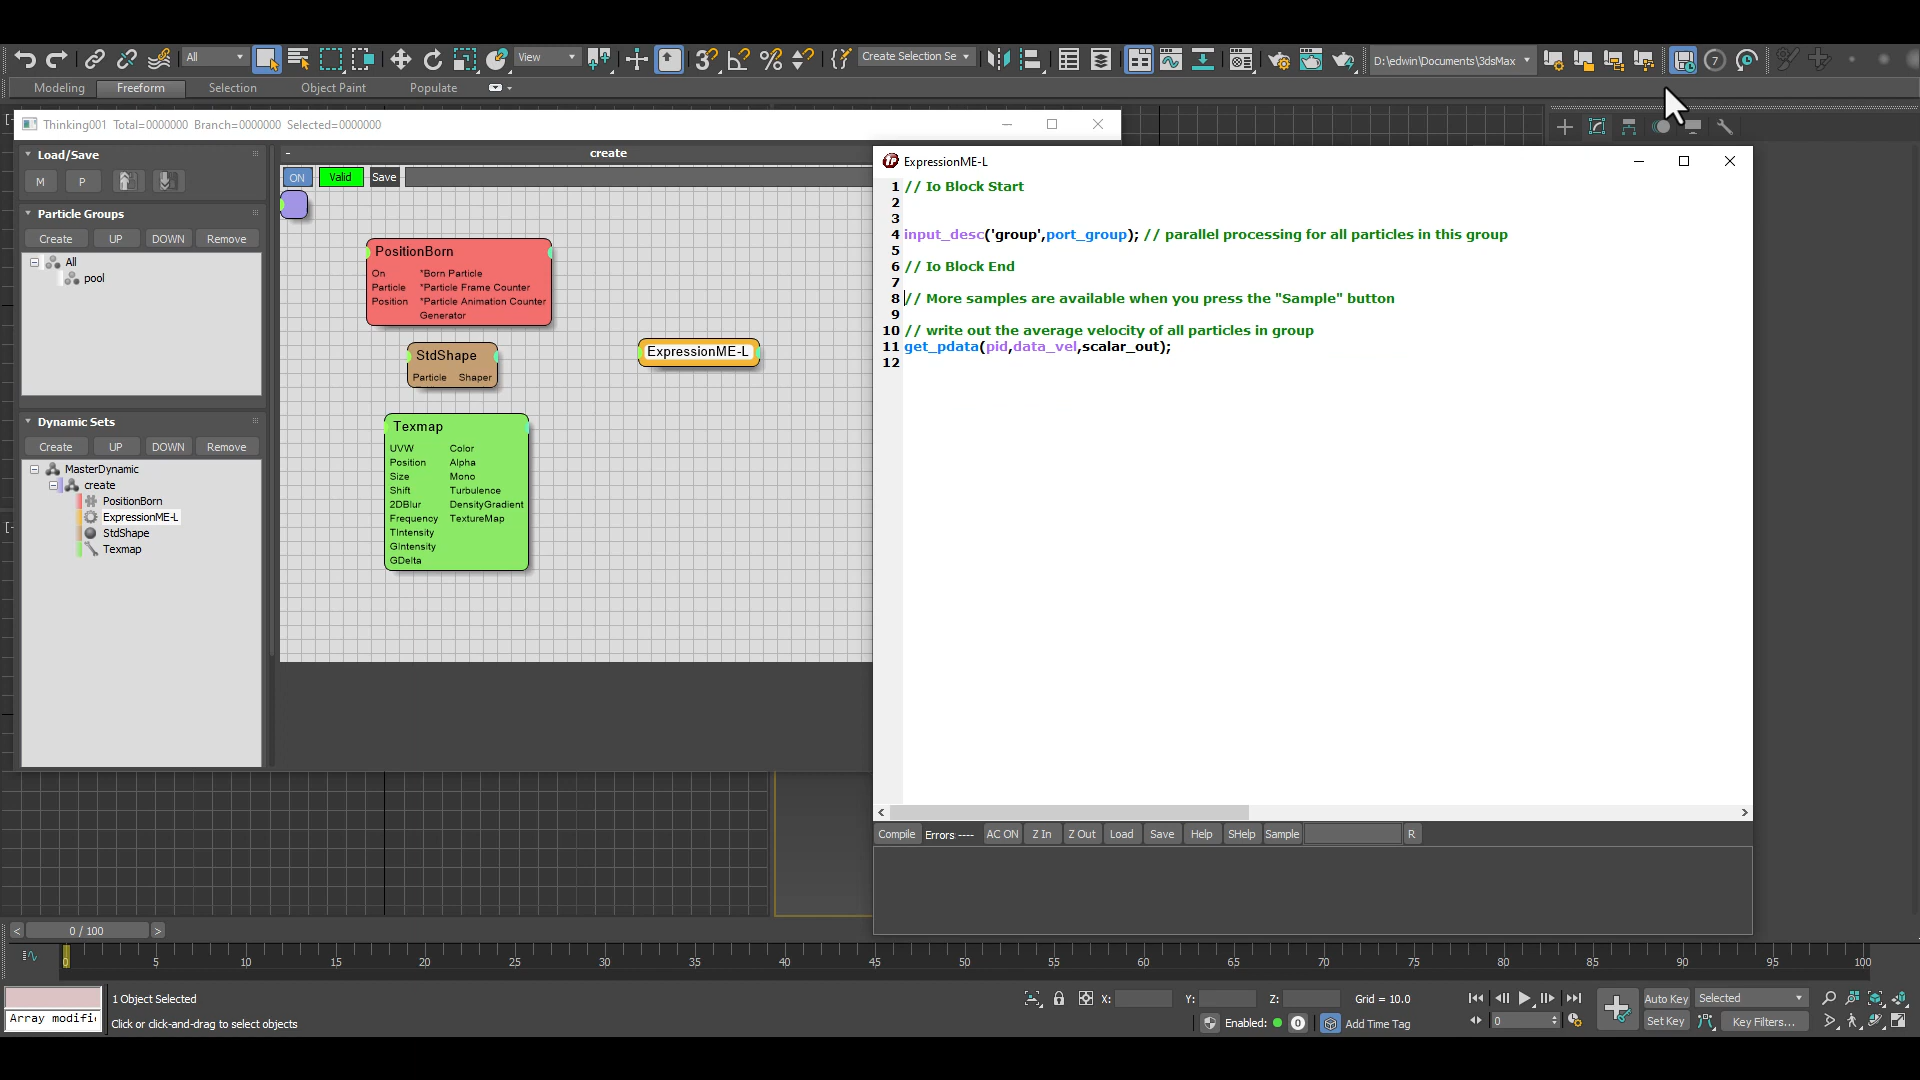 All
View
3
Create Selection Se
D:\edwin\Documents\3dsMax
7
Modeling Freeform Selection Object Paint Populate
Thinking001 Total=0000000 Branch=0000000 Selected=0000000
Load/Save
M P
Particle Groups
Create UP DOWN Remove
All
pool
Dynamic Sets
Create UP DOWN Remove
MasterDynamic
create
PositionBorn
ExpressionME-L
StdShape
Texmap
- create
ON Valid Save
PositionBorn
On *Born Particle
Particle *Particle Frame Counter
Position *Particle Animation Counter
Generator
StdShape
Particle Shaper
ExpressionME-L
Texmap
UVW Color
Position Alpha
Size Mono
Shift Turbulence
2DBlur DensityGradient
Frequency TextureMap
TIntensity
GIntensity
GDelta
ExpressionME-L
1 // Io Block Start
2
3
4 input_desc('group',port_group); // parallel processing for all particles in this group
5
6 // Io Block End
7
8 // More samples are available when you press the "Sample" button
9
10 // write out the average velocity of all particles in group
11 get_pdata(pid,data_vel,scalar_out);
12
Compile Errors ---- AC ON Z In Z Out Load Save Help SHelp Sample R
< 0 / 100 >
0 5 10 15 20 25 30 35 40 45 50 55 60 65 70 75 80 85 90 95 100
1 Object Selected
X: Y: Z: Grid = 10.0
Auto Key Selected
Array modifi
Click or click-and-drag to select objects
Enabled: 0 Add Time Tag
0
Set Key Key Filters...